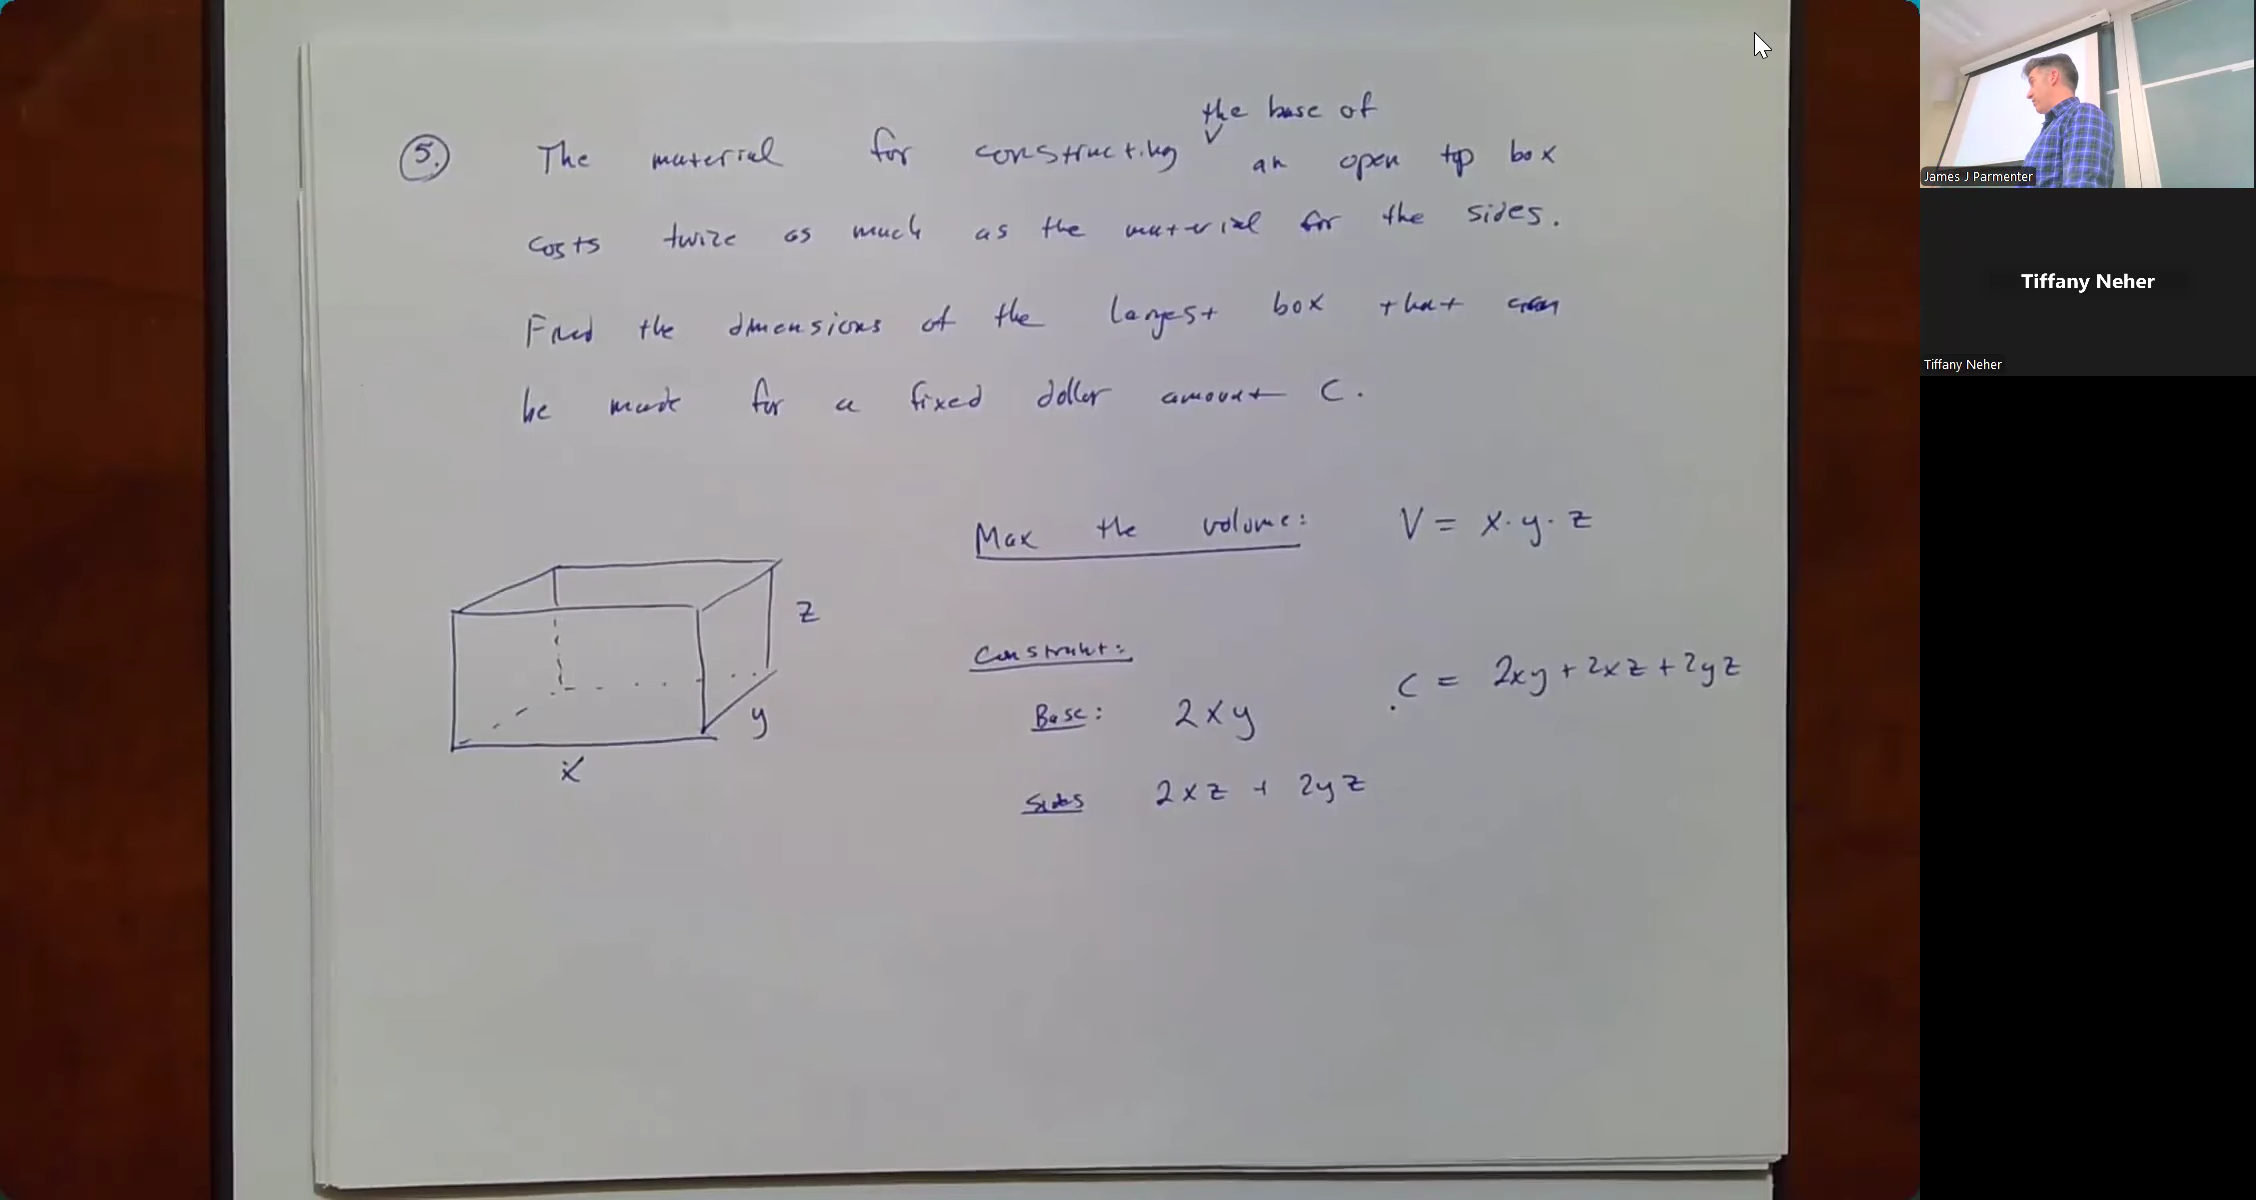 the base of
5. The material for constructing an open top box
costs twice as much as the material for the sides.
Find the dimensions of the largest box that can
be made for a fixed dollar amount C.
Max the volume: V = x·y·z
z
Constraint:
C = 2xy + 2xz + 2yz
Base: 2xy
y
x
Sides 2xz + 2yz
James J Parmenter
Tiffany Neher
Tiffany Neher